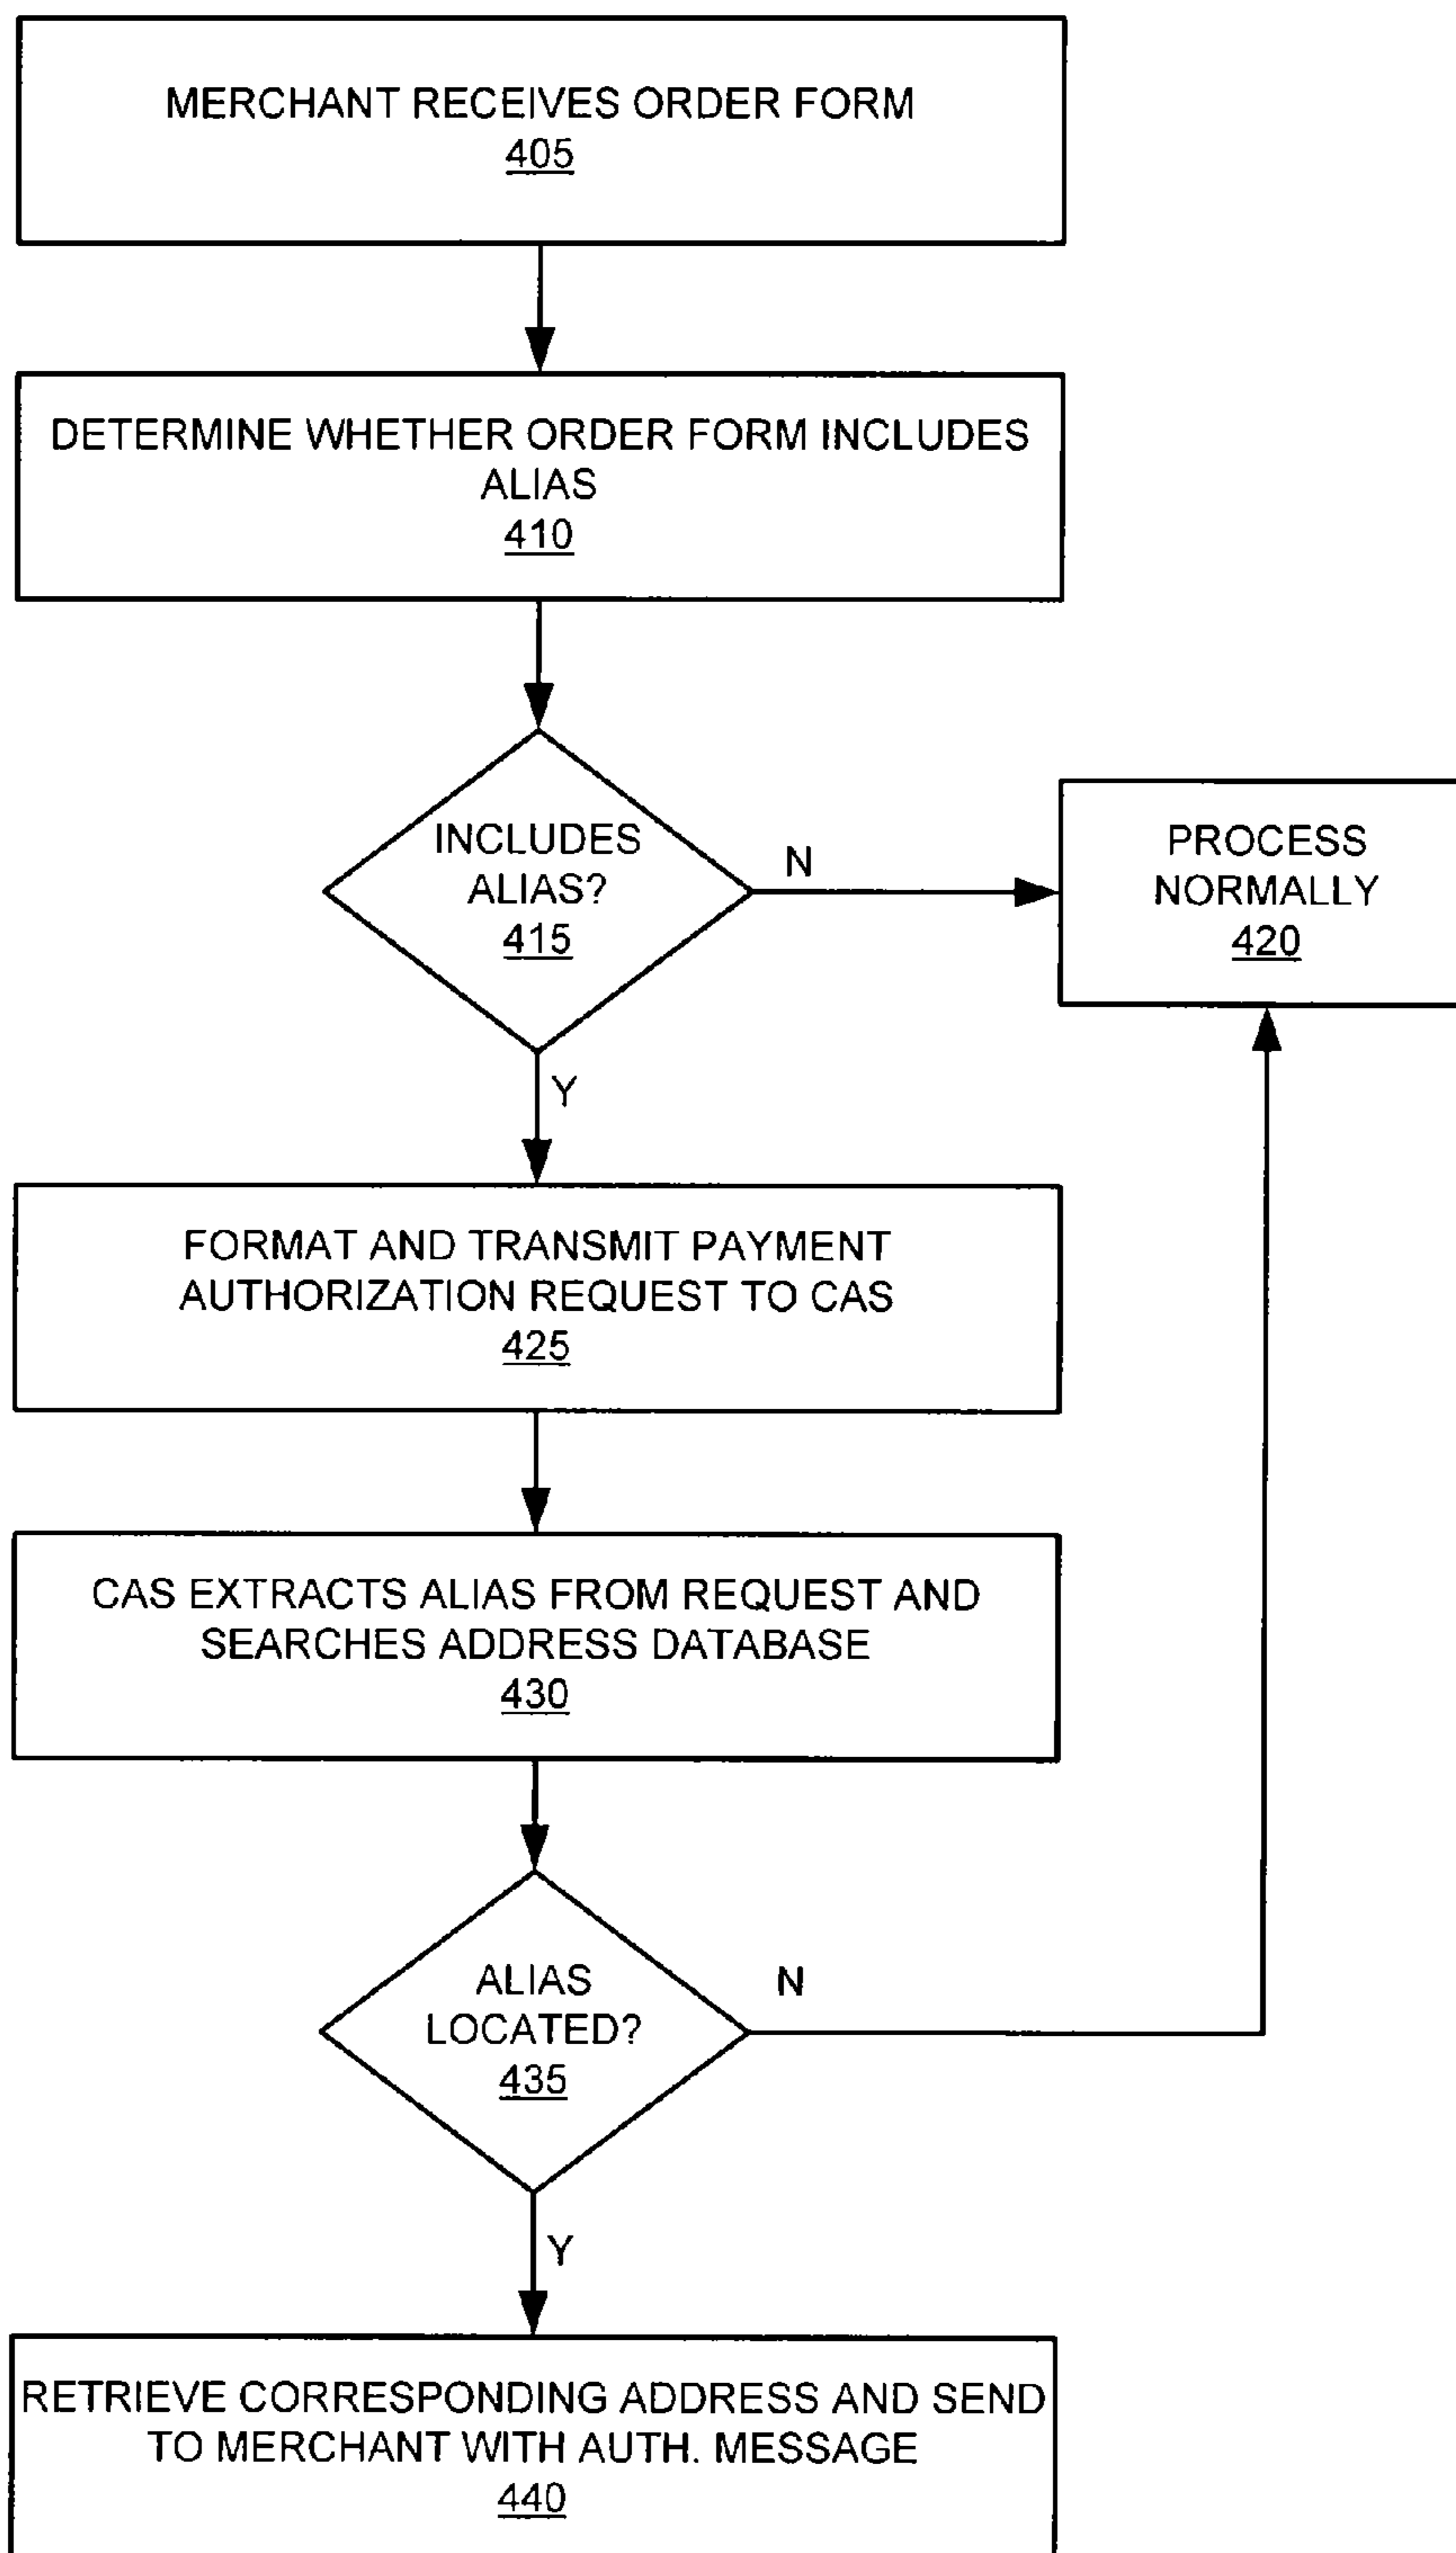 MERCHANT RECEIVES ORDER FORM
405
DETERMINE WHETHER ORDER FORM INCLUDES
ALIAS
410
INCLUDES
ALIAS?
415
N
PROCESS
NORMALLY
420
Y
FORMAT AND TRANSMIT PAYMENT
AUTHORIZATION REQUEST TO CAS
425
CAS EXTRACTS ALIAS FROM REQUEST AND
SEARCHES ADDRESS DATABASE
430
ALIAS
LOCATED?
435
N
Y
RETRIEVE CORRESPONDING ADDRESS AND SEND
TO MERCHANT WITH AUTH. MESSAGE
440